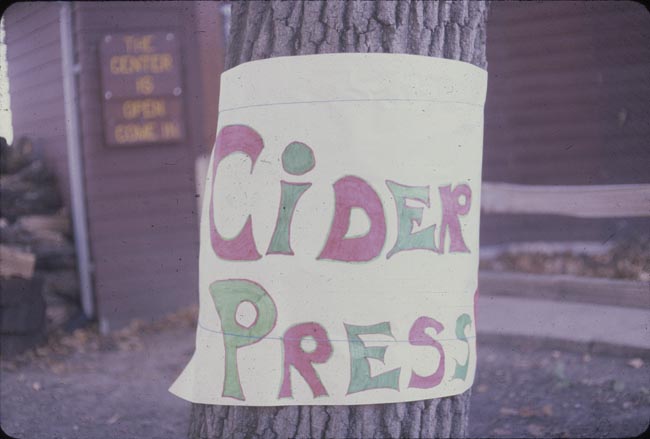 THE
CENTER
IS
OPEN
COME IN
CiDER
PRESS